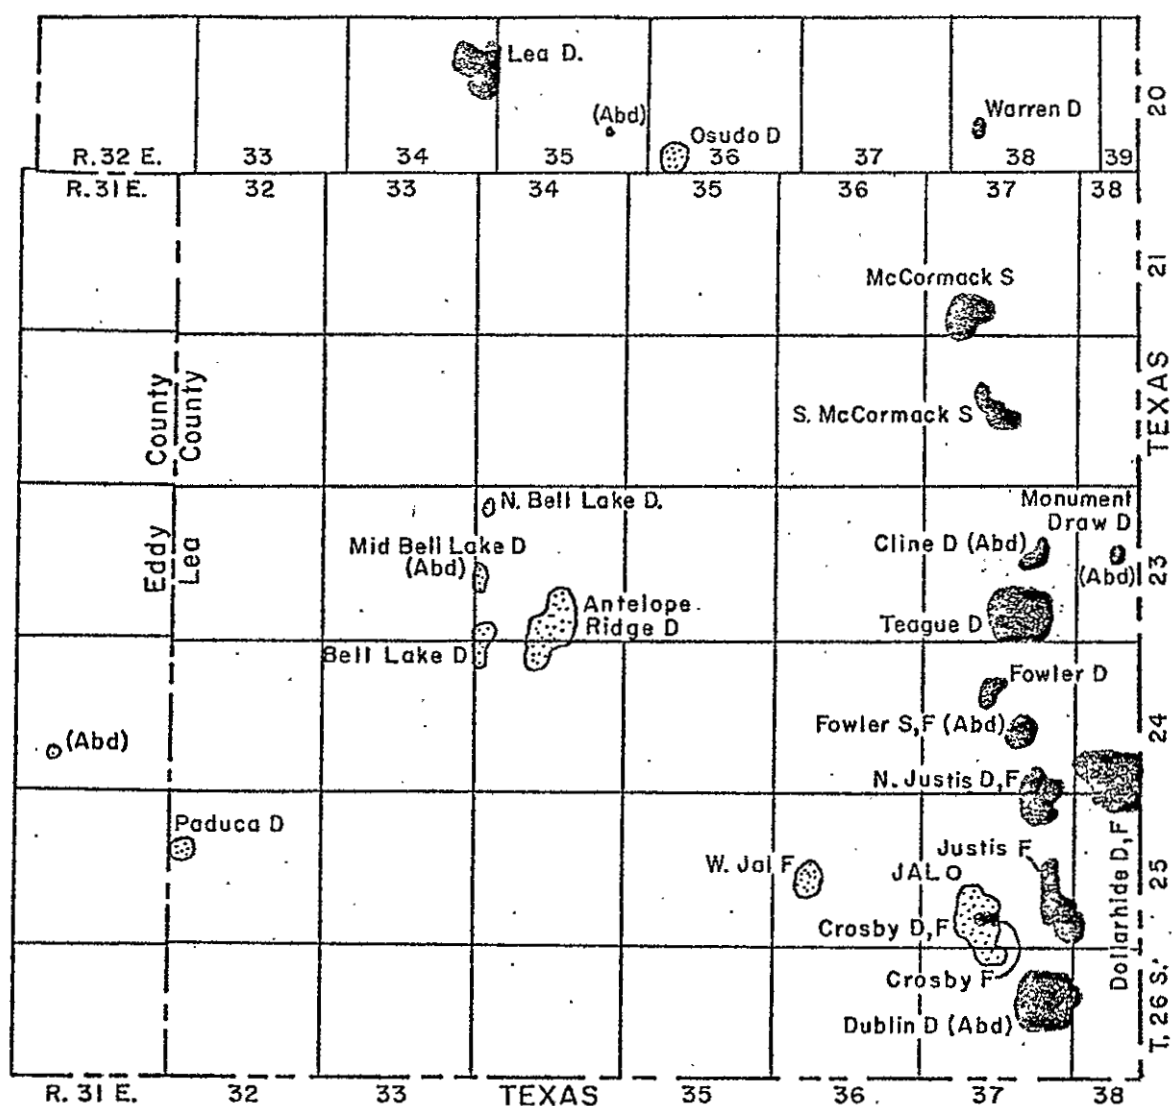 Lea D.
(Abd)
Osudo D
Warren D
20
R. 32 E. 33 34 35 36 37 38 39
R. 31 E. 32 33 34 35 36 37 38
21
McCormack S
TEXAS
S. McCormack S
County
County
Eddy
Lea
N. Bell Lake D.
Mid Bell Lake D
(Abd)
Antelope
Ridge D
Bell Lake D
Monument
Draw D
(Abd)
Cline D (Abd)
23
Teague D
Fowler D
(Abd)
Fowler S, F (Abd)
24
N. Justis D, F
Paduca D
W. Jal F
JAL O
Justis F
25
Dollarhide D, F
Crosby D, F
Crosby F
Dublin D (Abd)
T. 26 S.
R. 31 E. 32 33 TEXAS 35 36 37 38